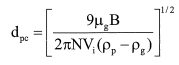 d_pc = [ 9μ_g B / 2πNV_i(ρ_p − ρ_g) ]^1/2